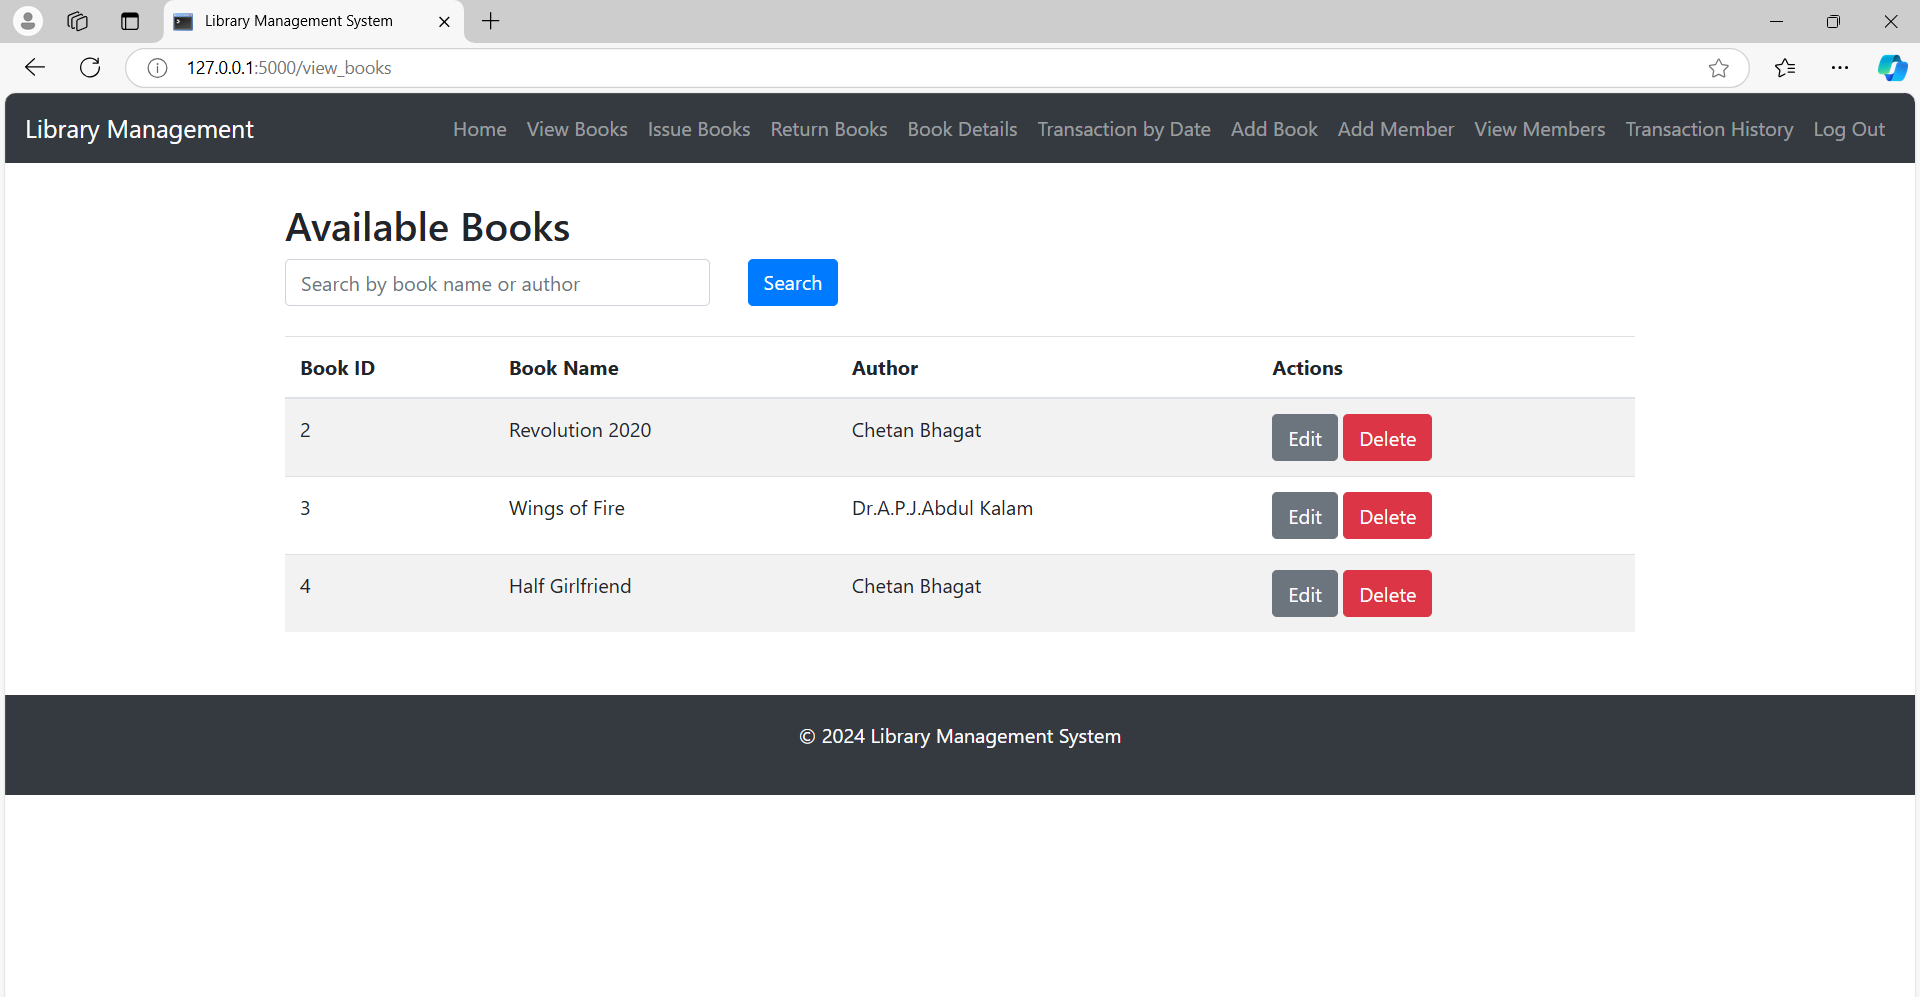 Library Management System
127.0.0.1:5000/view_books
Library Management Home View Books Issue Books Return Books Book Details Transaction by Date Add Book Add Member View Members Transaction History Log Out
Available Books
Search by book name or author Search
Book ID Book Name Author Actions
2 Revolution 2020 Chetan Bhagat Edit Delete
3 Wings of Fire Dr.A.P.J.Abdul Kalam Edit Delete
4 Half Girlfriend Chetan Bhagat Edit Delete
© 2024 Library Management System